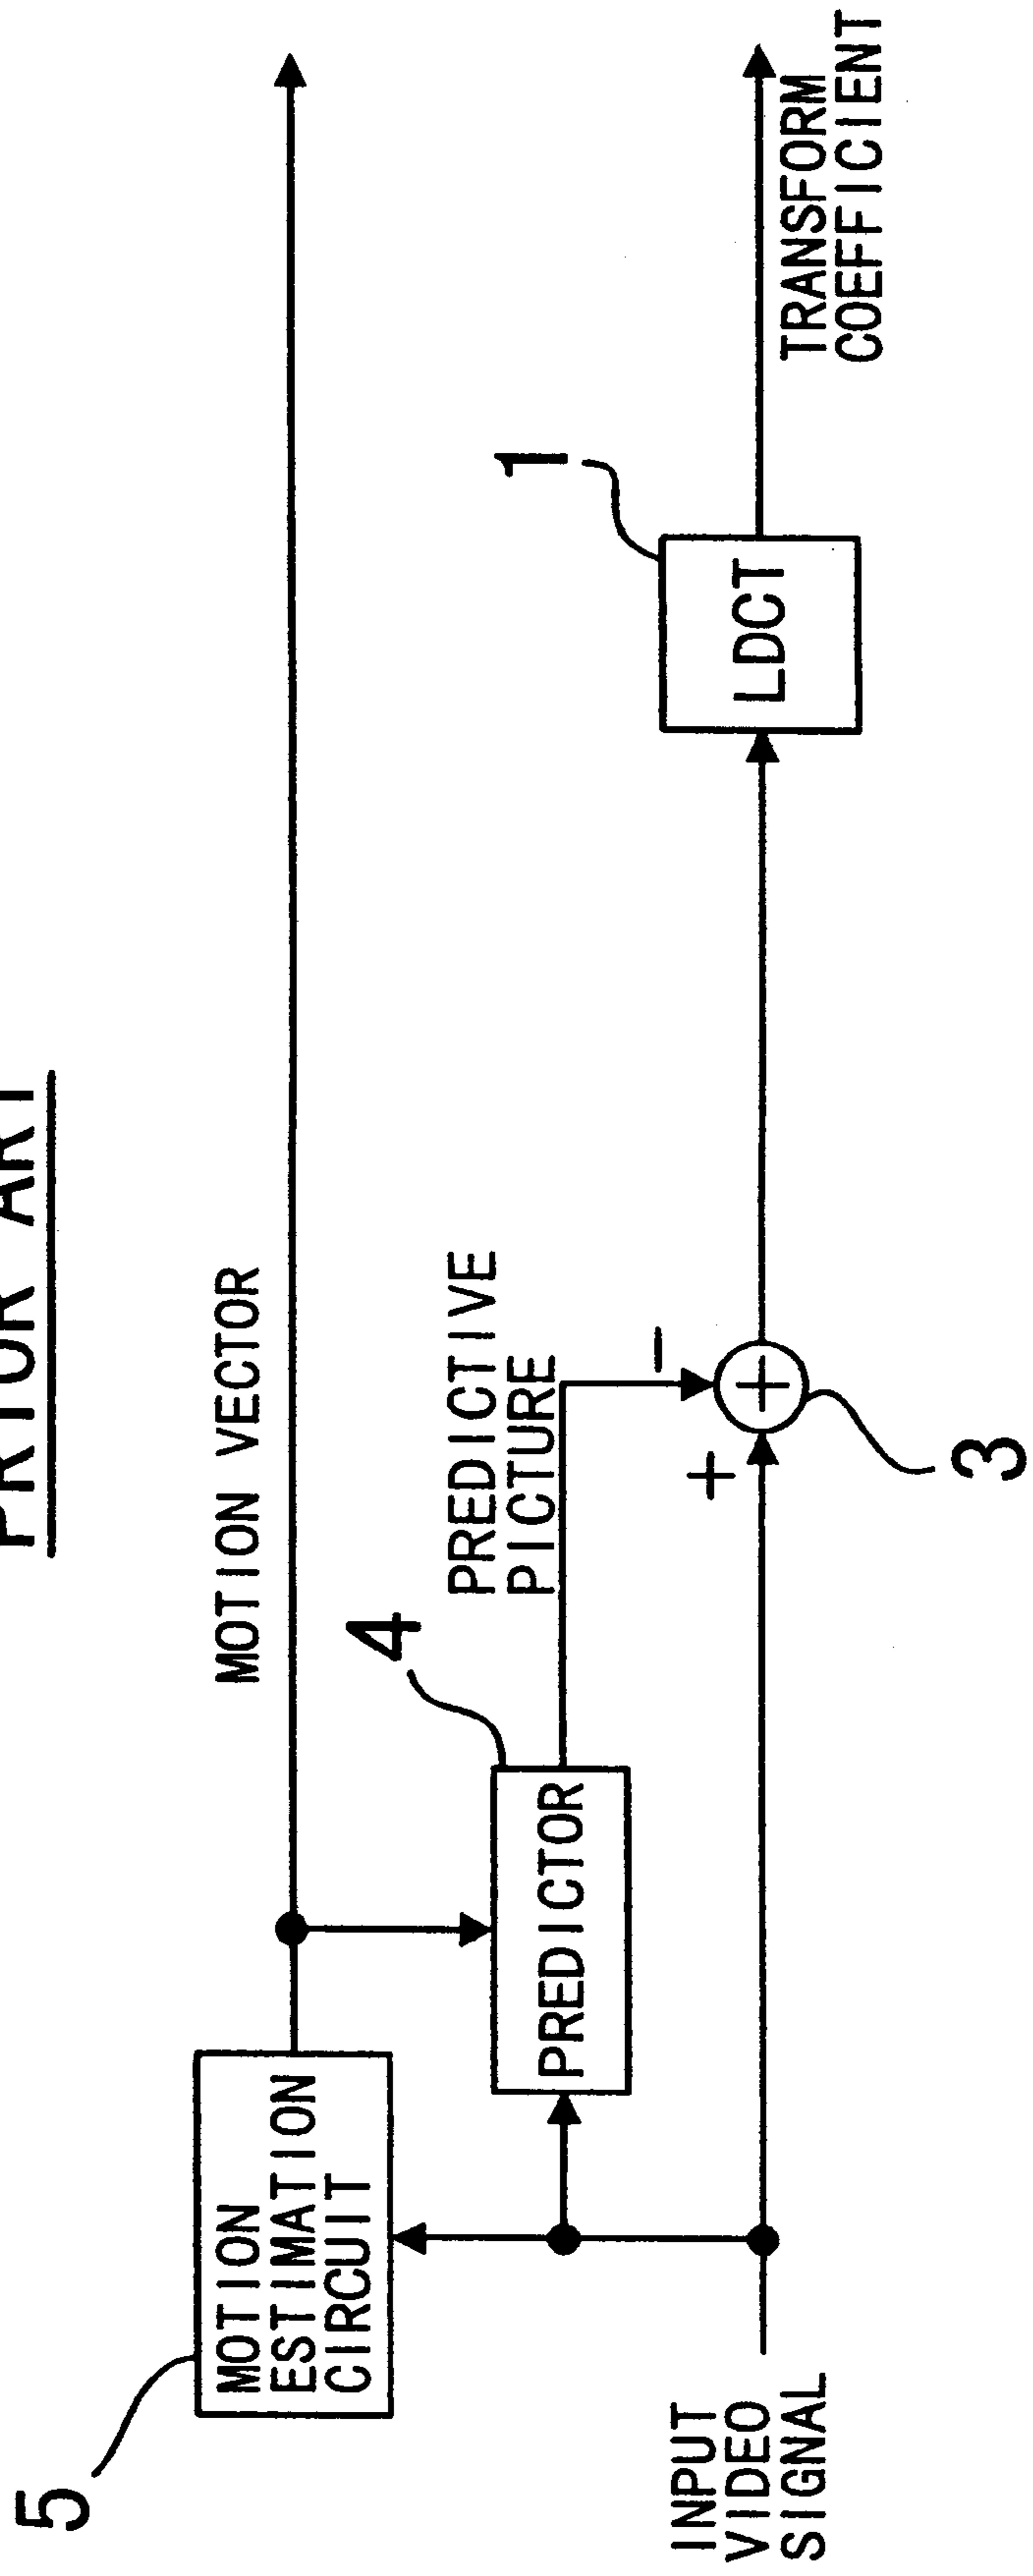 PRIOR ART
5
MOTION
ESTIMATION
CIRCUIT
MOTION VECTOR
4
PREDICTOR
PREDICTIVE
PICTURE
INPUT
VIDEO
SIGNAL
+
-
+
3
1
LDCT
TRANSFORM
COEFFICIENT